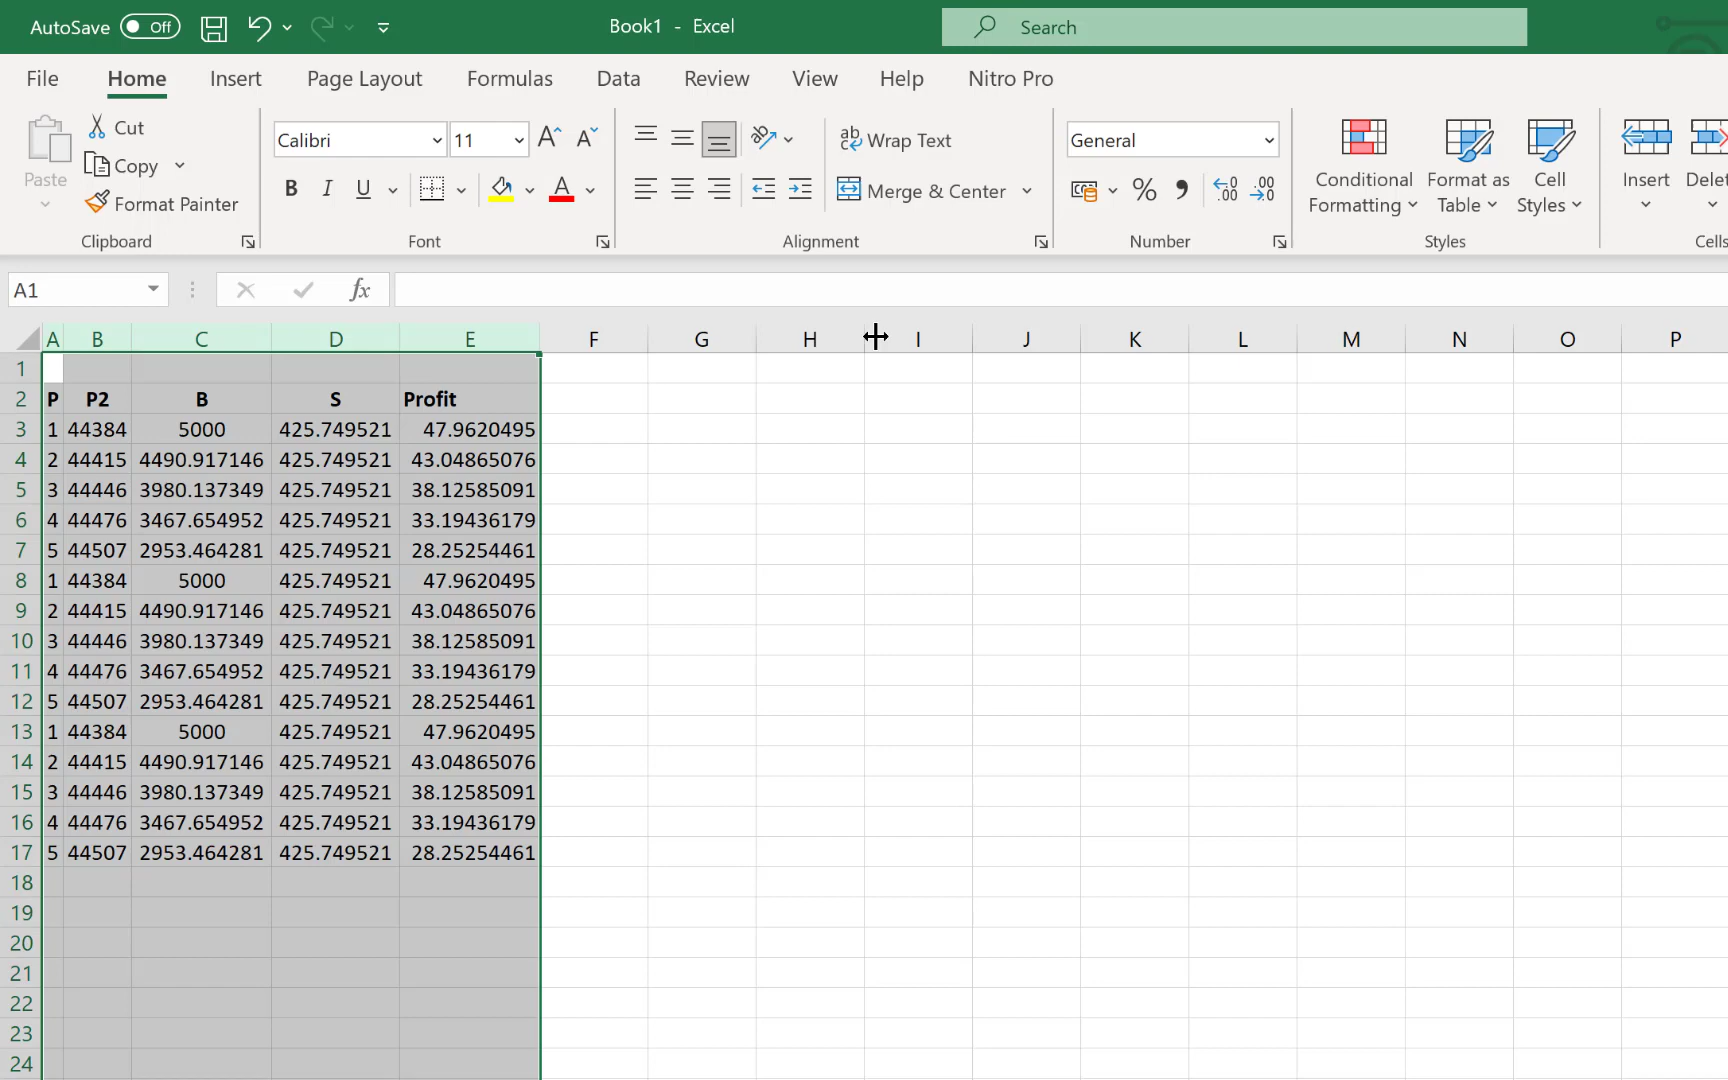 AutoSave Off Book1 - Excel Search
File Home Insert Page Layout Formulas Data Review View Help Nitro Pro
Paste
Cut
Copy
Format Painter
Clipboard
Calibri 11
B I U A
Font
ab Wrap Text
Merge & Center
Alignment
General
% 9 .00 .00
Number
Conditional Formatting
Format as Table
Cell Styles
Styles
Insert Delet
Cells
A1 fx
A B C D E F G H I J K L M N O P
1
2 P P2 B S Profit
3 1 44384 5000 425.749521 47.9620495
4 2 44415 4490.917146 425.749521 43.04865076
5 3 44446 3980.137349 425.749521 38.12585091
6 4 44476 3467.654952 425.749521 33.19436179
7 5 44507 2953.464281 425.749521 28.25254461
8 1 44384 5000 425.749521 47.9620495
9 2 44415 4490.917146 425.749521 43.04865076
10 3 44446 3980.137349 425.749521 38.12585091
11 4 44476 3467.654952 425.749521 33.19436179
12 5 44507 2953.464281 425.749521 28.25254461
13 1 44384 5000 425.749521 47.9620495
14 2 44415 4490.917146 425.749521 43.04865076
15 3 44446 3980.137349 425.749521 38.12585091
16 4 44476 3467.654952 425.749521 33.19436179
17 5 44507 2953.464281 425.749521 28.25254461
18
19
20
21
22
23
24